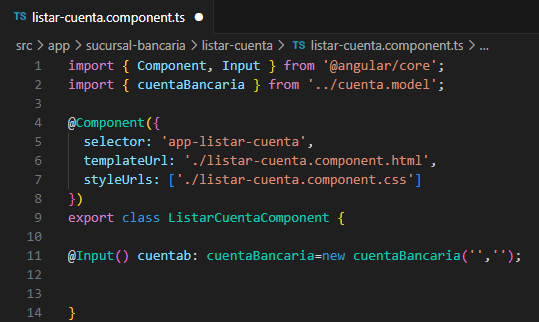 TS listar-cuenta.component.ts
src > app > sucursal-bancaria > listar-cuenta > TS listar-cuenta.component.ts > ...
1 import { Component, Input } from '@angular/core';
2 import { cuentaBancaria } from '../cuenta.model';
3
4 @Component({
5 selector: 'app-listar-cuenta',
6 templateUrl: './listar-cuenta.component.html',
7 styleUrls: ['./listar-cuenta.component.css']
8 })
9 export class ListarCuentaComponent {
10
11 @Input() cuentab: cuentaBancaria=new cuentaBancaria('','');
12
13
14 }